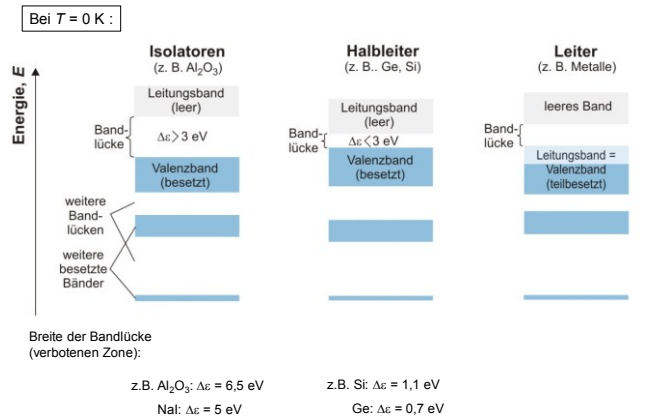 Bei T = 0 K :
Isolatoren
(z. B. Al₂O₃)
Halbleiter
(z. B.. Ge, Si)
Leiter
(z. B. Metalle)
Energie, E
Leitungsband
(leer)
Band-
lücke
Δε > 3 eV
Valenzband
(besetzt)
weitere
Band-
lücken
weitere
besetzte
Bänder
Leitungsband
(leer)
Band-
lücke
Δε < 3 eV
Valenzband
(besetzt)
leeres Band
Band-
lücke
Leitungsband =
Valenzband
(teilbesetzt)
Breite der Bandlücke
(verbotenen Zone):
z.B. Al₂O₃: Δε = 6,5 eV
NaI: Δε = 5 eV
z.B. Si: Δε = 1,1 eV
Ge: Δε = 0,7 eV